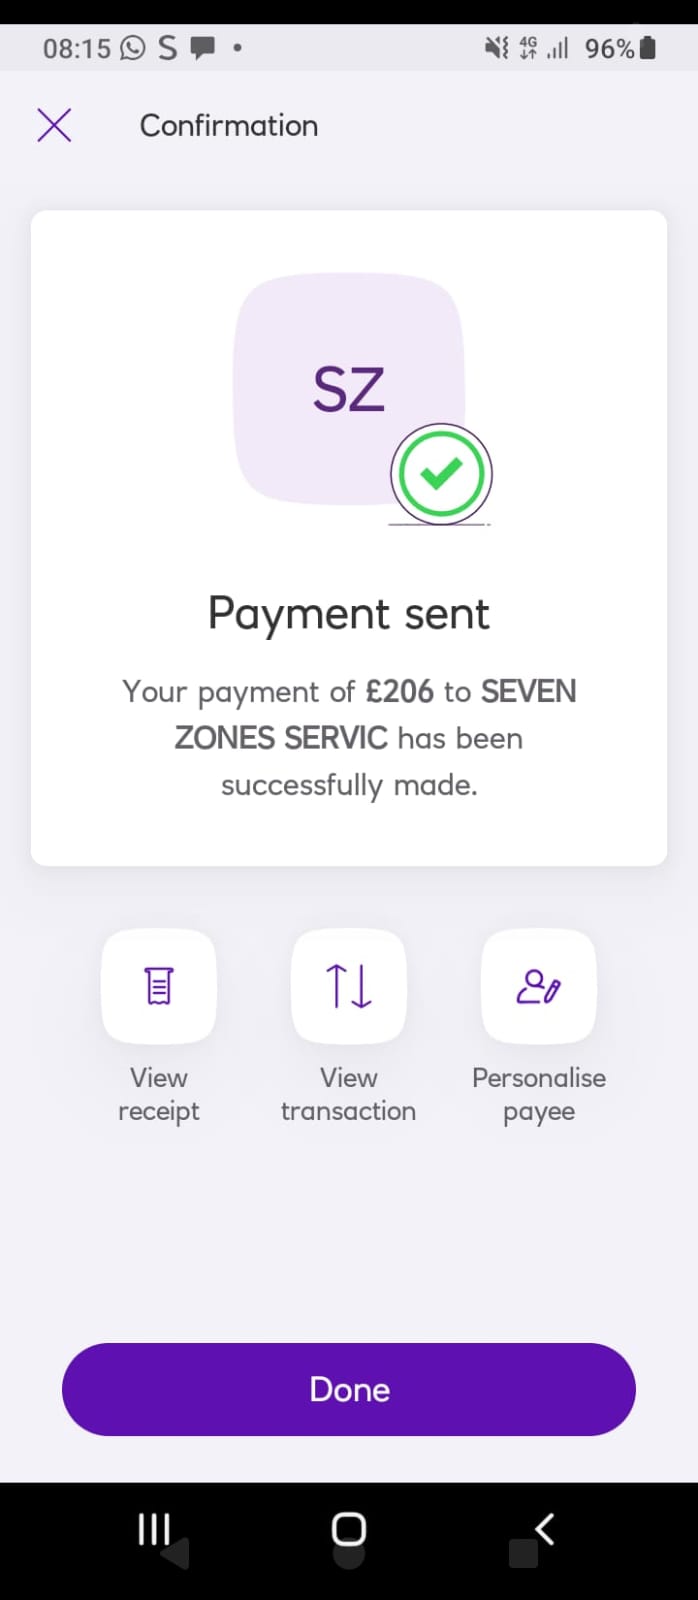 08:15 S 4G 96%
Confirmation
SZ
Payment sent
Your payment of £206 to SEVEN
ZONES SERVIC has been
successfully made.
View View Personalise
receipt transaction payee
Done